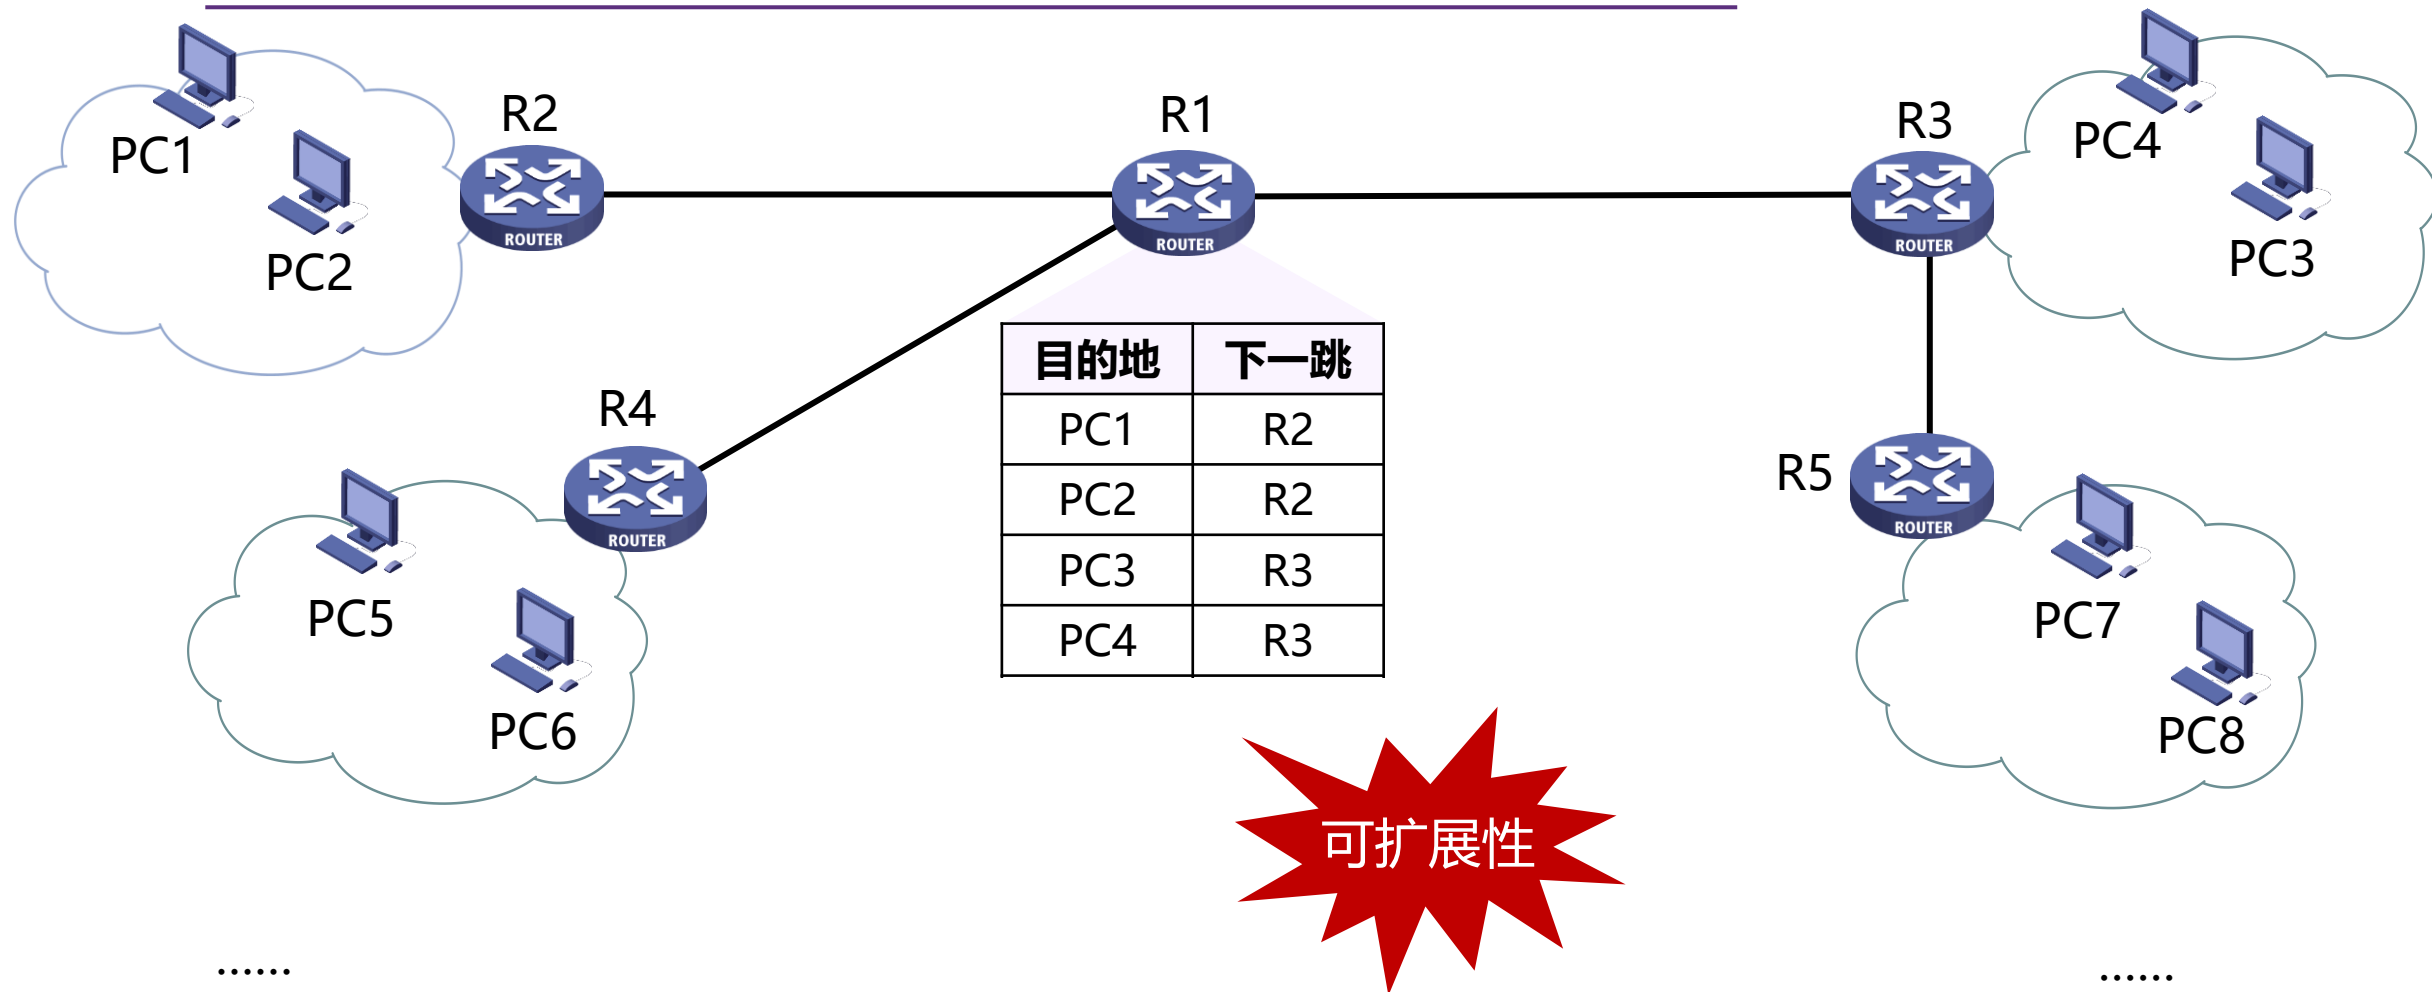 PC1
PC2
R2
ROUTER
R1
ROUTER
R3
ROUTER
PC4
PC3
目的地 下一跳
PC1 R2
PC2 R2
PC3 R3
PC4 R3
R4
ROUTER
PC5
PC6
R5
ROUTER
PC7
PC8
可扩展性
......
......